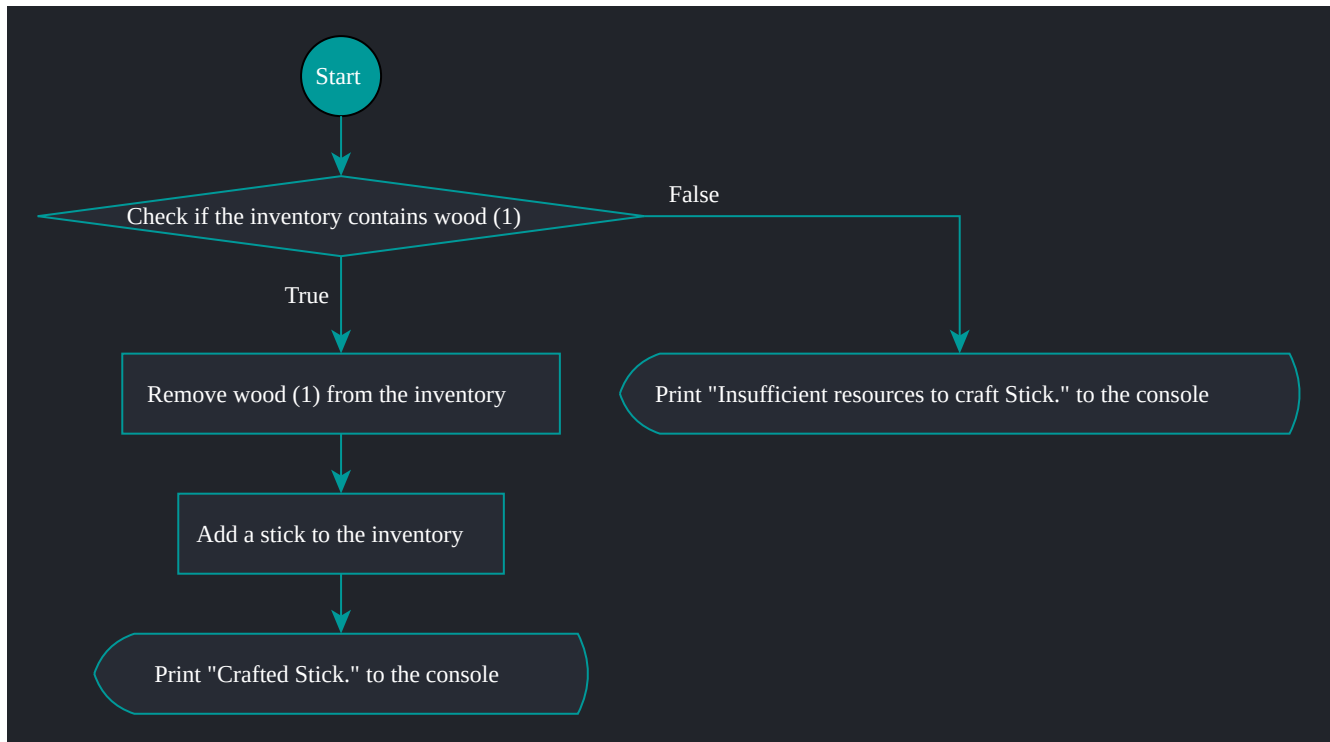 Start
Check if the inventory contains wood (1)
False
True
Remove wood (1) from the inventory
Print "Insufficient resources to craft Stick." to the console
Add a stick to the inventory
Print "Crafted Stick." to the console